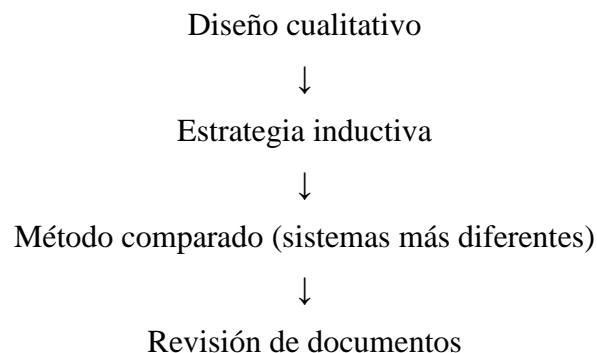 Diseño cualitativo
↓
Estrategia inductiva
↓
Método comparado (sistemas más diferentes)
↓
Revisión de documentos